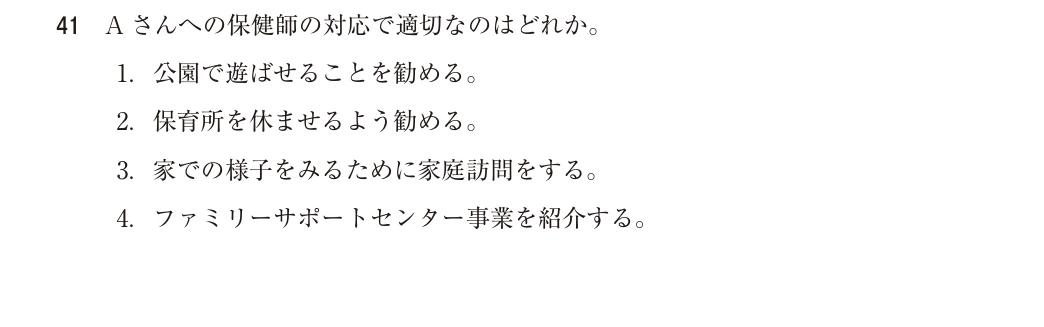 41 A さんへの保健師の対応で適切なのはどれか。
1. 公園で遊ばせることを勧める。
2. 保育所を休ませるよう勧める。
3. 家での様子をみるために家庭訪問をする。
4. ファミリーサポートセンター事業を紹介する。